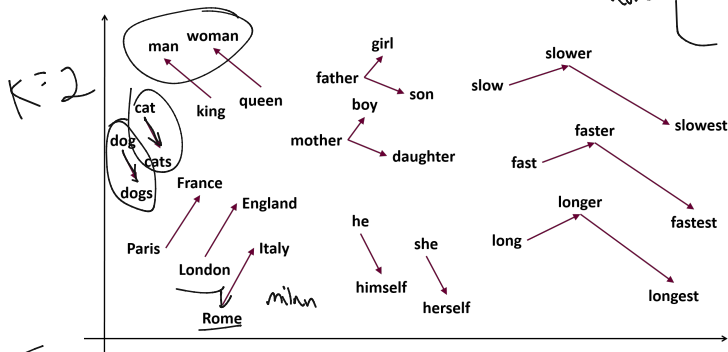 K=2
man
woman
king
queen
cat
dog
cats
dogs
France
England
Paris
Italy
London
milan
Rome
girl
father
son
boy
mother
daughter
he
she
himself
herself
slower
slow
slowest
faster
fast
fastest
longer
long
longest